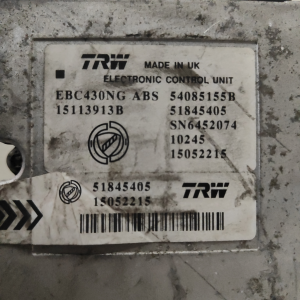 TRW MADE IN UK
ELECTRONIC CONTROL UNIT
EBC430NG ABS 54085155B
15113913B 51845405
SN6452074
10245
15052215
51845405 TRW
15052215